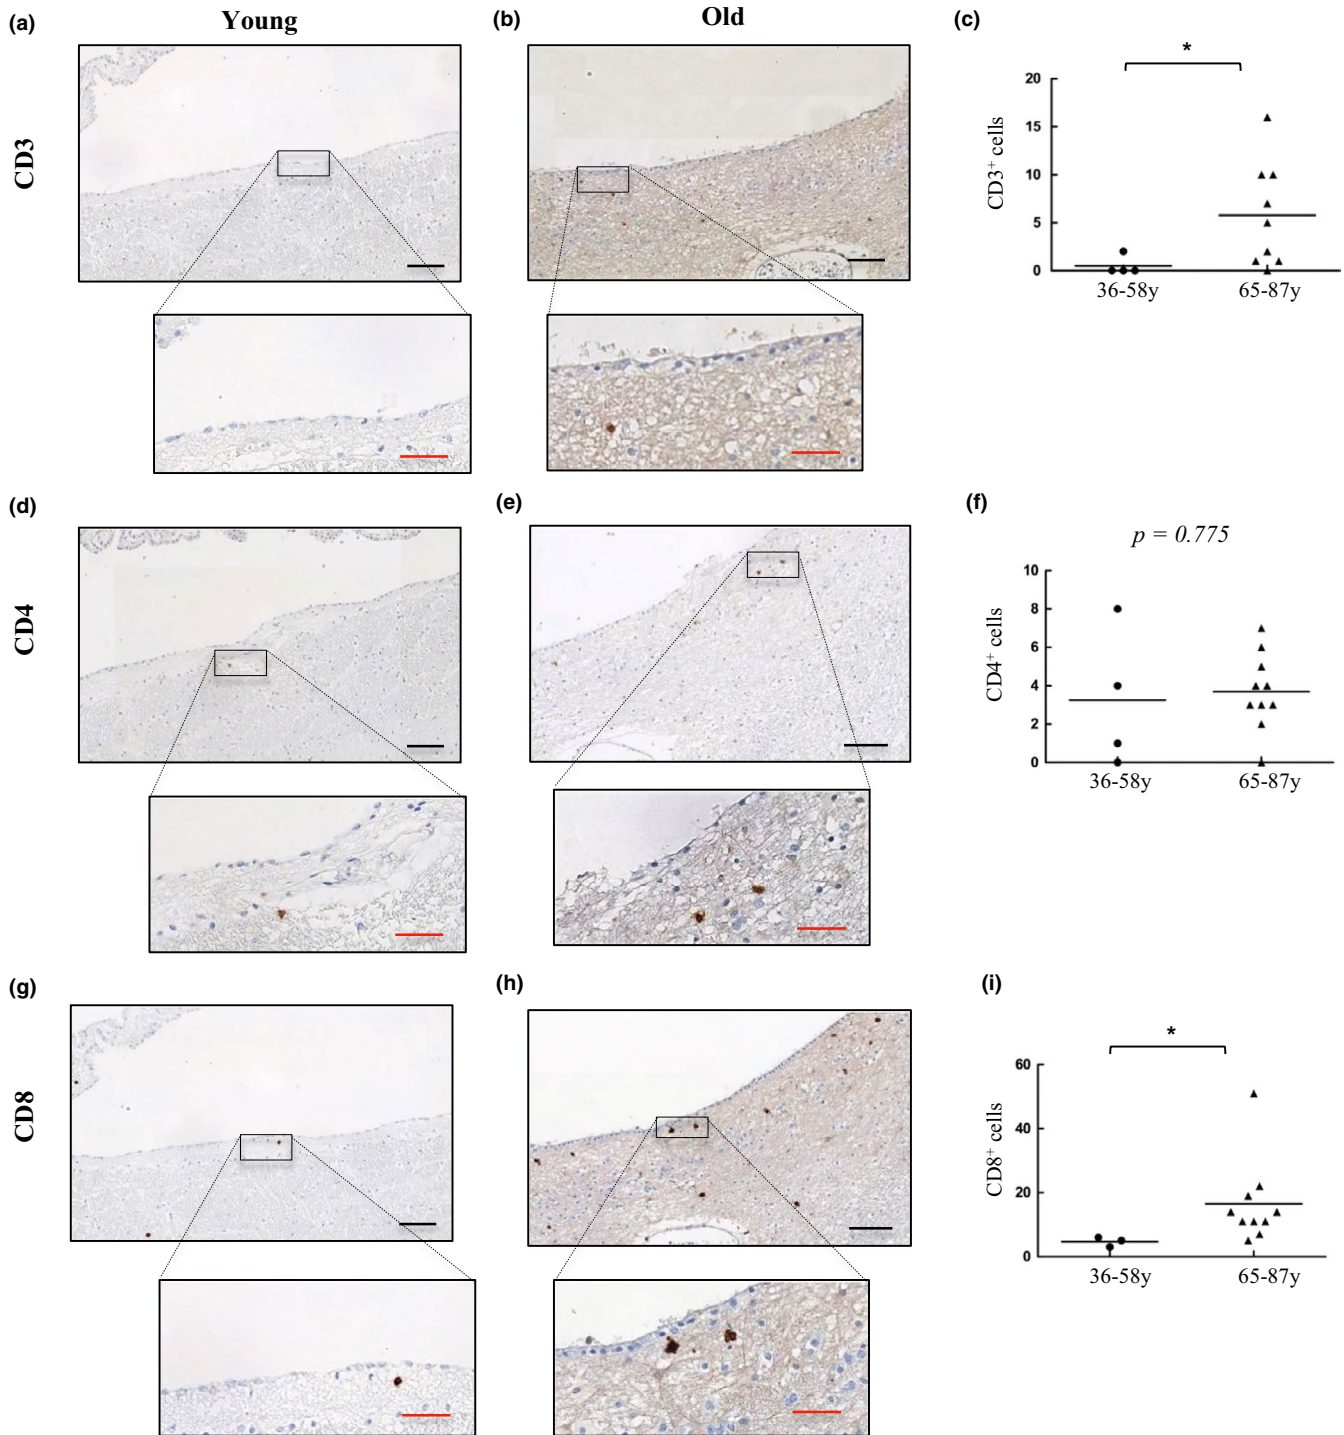 (a)
Young
(b)
Old
(c)
CD3
*
CD3⁺ cells
20
15
10
5
0
36-58y
65-87y
(d)
(e)
(f)
CD4
p = 0.775
CD4⁺ cells
10
8
6
4
2
0
36-58y
65-87y
(g)
(h)
(i)
CD8
*
CD8⁺ cells
60
40
20
0
36-58y
65-87y